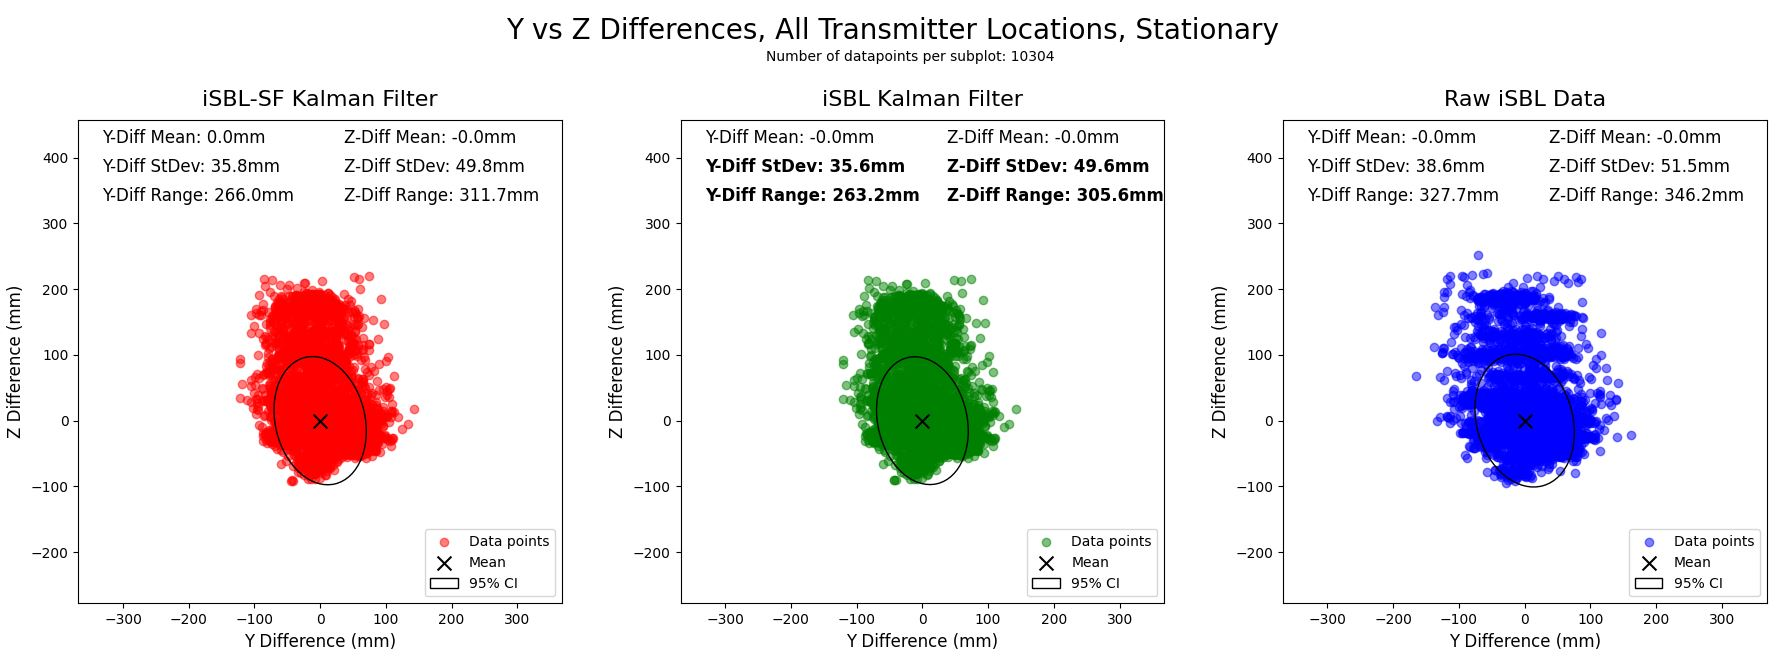 Y vs Z Differences, All Transmitter Locations, Stationary
Number of datapoints per subplot: 10304
iSBL-SF Kalman Filter
Y-Diff Mean: 0.0mm
Z-Diff Mean: -0.0mm
Y-Diff StDev: 35.8mm
Z-Diff StDev: 49.8mm
Y-Diff Range: 266.0mm
Z-Diff Range: 311.7mm
400
300
200
100
0
−100
−200
Z Difference (mm)
Data points
Mean
95% CI
−300
−200
−100
0
100
200
300
Y Difference (mm)
iSBL Kalman Filter
Y-Diff Mean: -0.0mm
Z-Diff Mean: -0.0mm
Y-Diff StDev: 35.6mm
Z-Diff StDev: 49.6mm
Y-Diff Range: 263.2mm
Z-Diff Range: 305.6mm
400
300
200
100
0
−100
−200
Z Difference (mm)
Data points
Mean
95% CI
−300
−200
−100
0
100
200
300
Y Difference (mm)
Raw iSBL Data
Y-Diff Mean: -0.0mm
Z-Diff Mean: -0.0mm
Y-Diff StDev: 38.6mm
Z-Diff StDev: 51.5mm
Y-Diff Range: 327.7mm
Z-Diff Range: 346.2mm
400
300
200
100
0
−100
−200
Z Difference (mm)
Data points
Mean
95% CI
−300
−200
−100
0
100
200
300
Y Difference (mm)